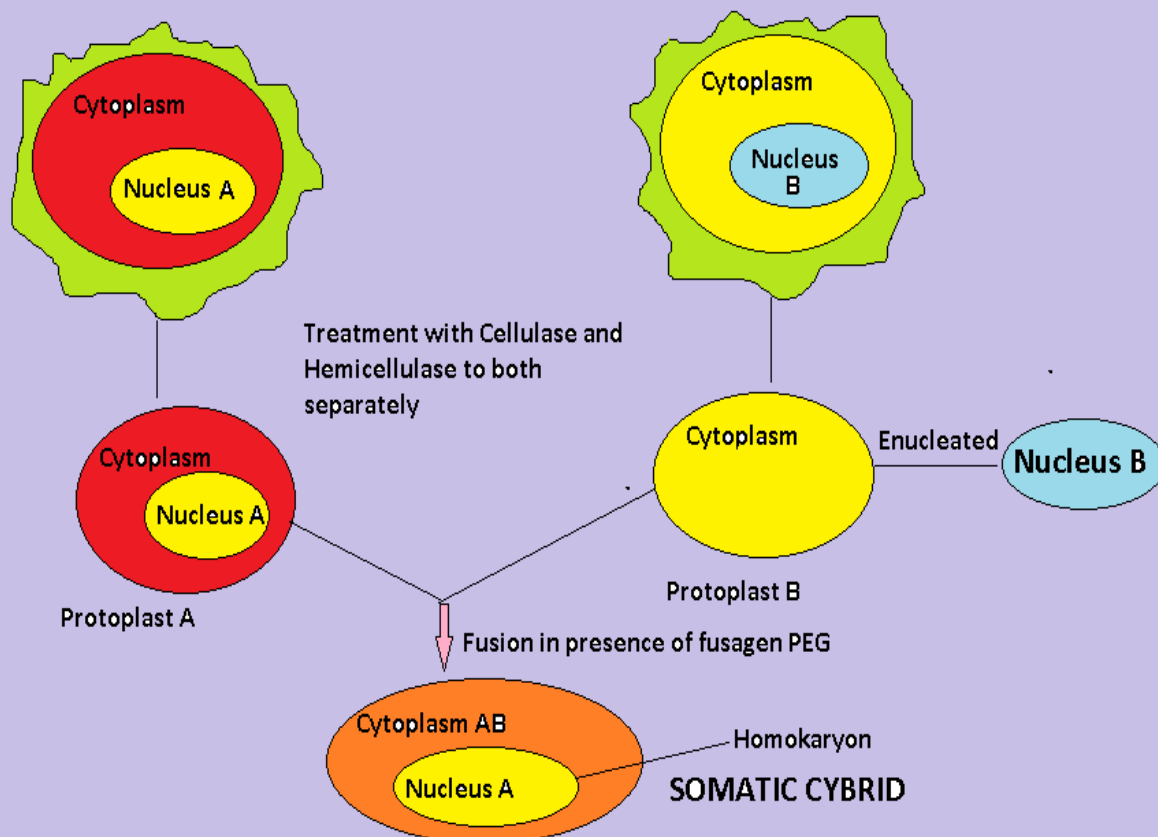 Cytoplasm
Nucleus A
Cytoplasm
Nucleus
B
Treatment with Cellulase and
Hemicellulase to both
separately
Cytoplasm
Nucleus A
Protoplast A
Cytoplasm
Enucleated
Nucleus B
Protoplast B
Fusion in presence of fusagen PEG
Cytoplasm AB
Nucleus A
Homokaryon
SOMATIC CYBRID